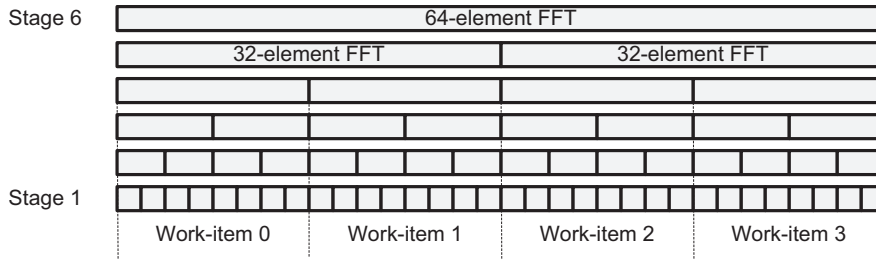 Stage 6
64-element FFT
32-element FFT
32-element FFT
Stage 1
Work-item 0
Work-item 1
Work-item 2
Work-item 3